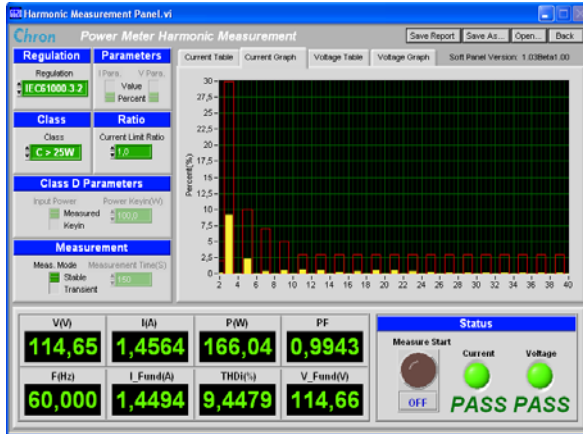 Harmonic Measurement Panel.vi
Chron Power Meter Harmonic Measurement
Save Report Save As... Open... Back
Regulation
Regulation
IEC61000.3.2
Parameters
I Para. V Para.
Value
Percent
Class
Class
C > 25W
Ratio
Current Limit Ratio
1,0
Class D Parameters
Input Power Power Keyin(W)
Measured 100,0
Keyin
Measurement
Meas. Mode Measurement Time(S)
Stable 150
Transient
Current Table Current Graph Voltage Table Voltage Graph Soft Panel Version: 1.03Beta1.00
Percent(%)
30
27,5
25
22,5
20
17,5
15
12,5
10
7,5
5
2,5
0
2 4 6 8 10 12 14 16 18 20 22 24 26 28 30 32 34 36 38 40
V(V) I(A) P(W) PF
114,65 1,4564 166,04 0,9943
F(Hz) I_Fund(A) THDi(%) V_Fund(V)
60,000 1,4494 9,4479 114,66
Status
Measure Start
Current Voltage
OFF
PASS PASS